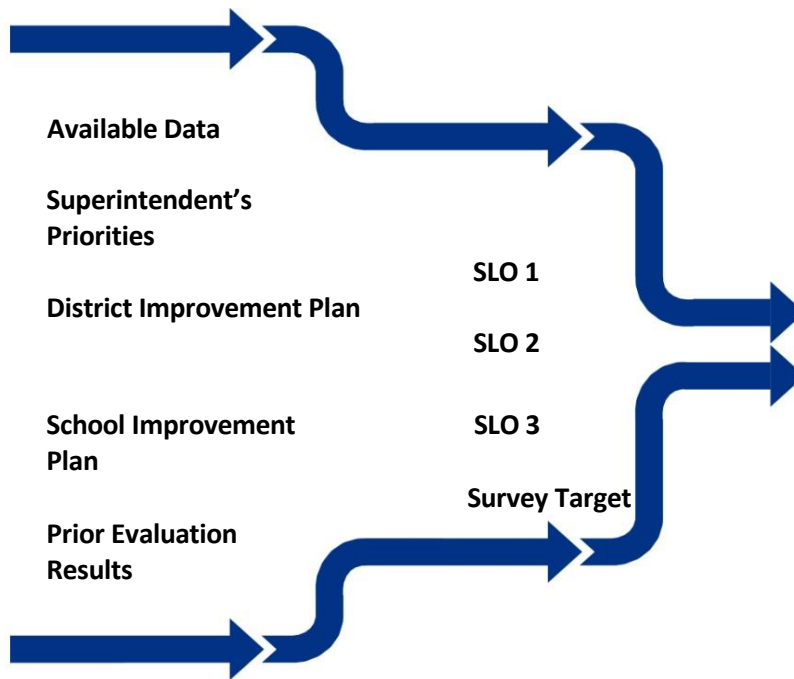 Available Data
Superintendent’s
Priorities
District Improvement Plan
School Improvement
Plan
Prior Evaluation
Results
SLO 1
SLO 2
SLO 3
Survey Target